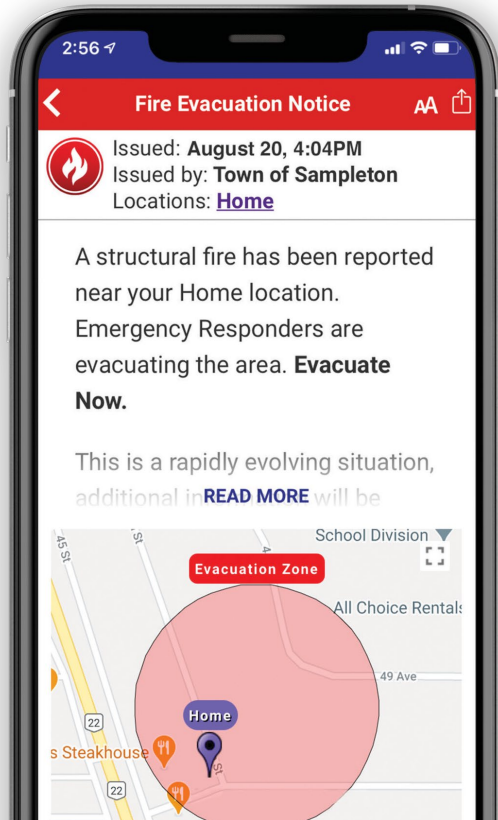 2:56
Fire Evacuation Notice
AA
Issued: August 20, 4:04PM
Issued by: Town of Sampleton
Locations: Home
A structural fire has been reported
near your Home location.
Emergency Responders are
evacuating the area. Evacuate
Now.
This is a rapidly evolving situation,
additional in READ MORE will be
School Division
45 St
St
4
Evacuation Zone
All Choice Rentals
49 Ave
Home
22
s Steakhouse
St
22